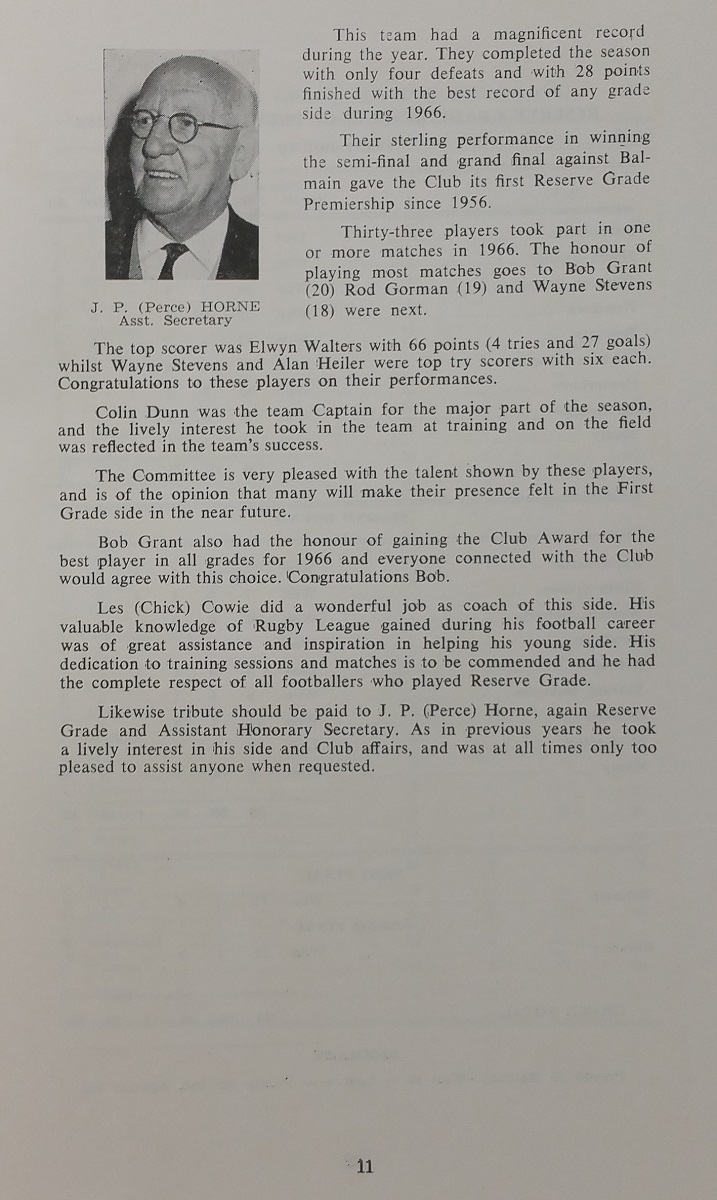 This team had a magnificent record
during the year. They completed the season
with only four defeats and with 28 points
finished with the best record of any grade
side during 1966.
Their sterling performance in winning
the semi-final and grand final against Bal-
main gave the Club its first Reserve Grade
Premiership since 1956.
Thirty-three players took part in one
or more matches in 1966. The honour of
playing most matches goes to Bob Grant
(20) Rod Gorman (19) and Wayne Stevens
(18) were next.
J. P. (Perce) HORNE
Asst. Secretary
The top scorer was Elwyn Walters with 66 points (4 tries and 27 goals)
whilst Wayne Stevens and Alan Heiler were top try scorers with six each.
Congratulations to these players on their performances.
Colin Dunn was the team Captain for the major part of the season,
and the lively interest he took in the team at training and on the field
was reflected in the team's success.
The Committee is very pleased with the talent shown by these players,
and is of the opinion that many will make their presence felt in the First
Grade side in the near future.
Bob Grant also had the honour of gaining the Club Award for the
best player in all grades for 1966 and everyone connected with the Club
would agree with this choice. Congratulations Bob.
Les (Chick) Cowie did a wonderful job as coach of this side. His
valuable knowledge of Rugby League gained during his football career
was of great assistance and inspiration in helping his young side. His
dedication to training sessions and matches is to be commended and he had
the complete respect of all footballers who played Reserve Grade.
Likewise tribute should be paid to J. P. (Perce) Horne, again Reserve
Grade and Assistant Honorary Secretary. As in previous years he took
a lively interest in his side and Club affairs, and was at all times only too
pleased to assist anyone when requested.
11